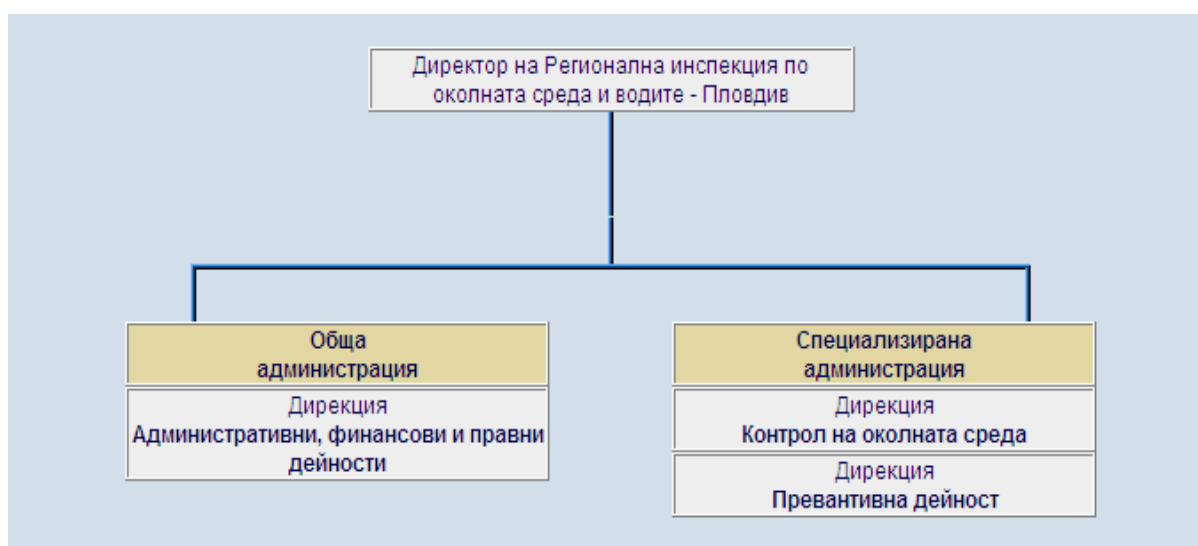 Директор на Регионална инспекция по
околната среда и водите - Пловдив
Обща
администрация
Дирекция
Административни, финансови и правни
дейности
Специализирана
администрация
Дирекция
Контрол на околната среда
Дирекция
Превантивна дейност